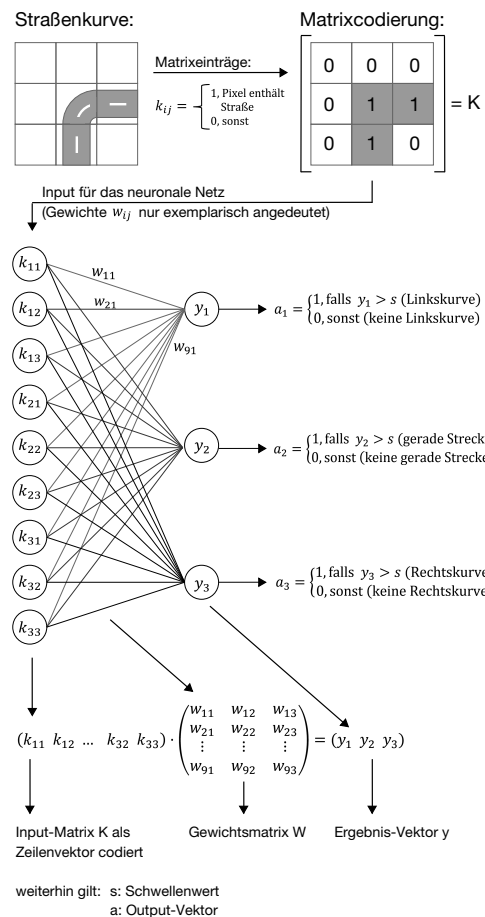 Straßenkurve:
Matrixcodierung:
Matrixeinträge:
k_ij = { 1, Pixel enthält
Straße
0, sonst
0 0 0
0 1 1
0 1 0
= K
Input für das neuronale Netz
(Gewichte w_ij nur exemplarisch angedeutet)
k₁₁
k₁₂
k₁₃
k₂₁
k₂₂
k₂₃
k₃₁
k₃₂
k₃₃
w₁₁
w₂₁
w₉₁
y₁
a₁ = { 1, falls y₁ > s (Linkskurve)
0, sonst (keine Linkskurve)
y₂
a₂ = { 1, falls y₂ > s (gerade Strecke
0, sonst (keine gerade Strecke
y₃
a₃ = { 1, falls y₃ > s (Rechtskurve
0, sonst (keine Rechtskurve
w₁₁ w₁₂ w₁₃
w₂₁ w₂₂ w₂₃
⋮ ⋮ ⋮
w₉₁ w₉₂ w₉₃
(k₁₁ k₁₂ … k₃₂ k₃₃) · = (y₁ y₂ y₃)
Input-Matrix K als
Zeilenvektor codiert
Gewichtsmatrix W
Ergebnis-Vektor y
weiterhin gilt: s: Schwellenwert
a: Output-Vektor